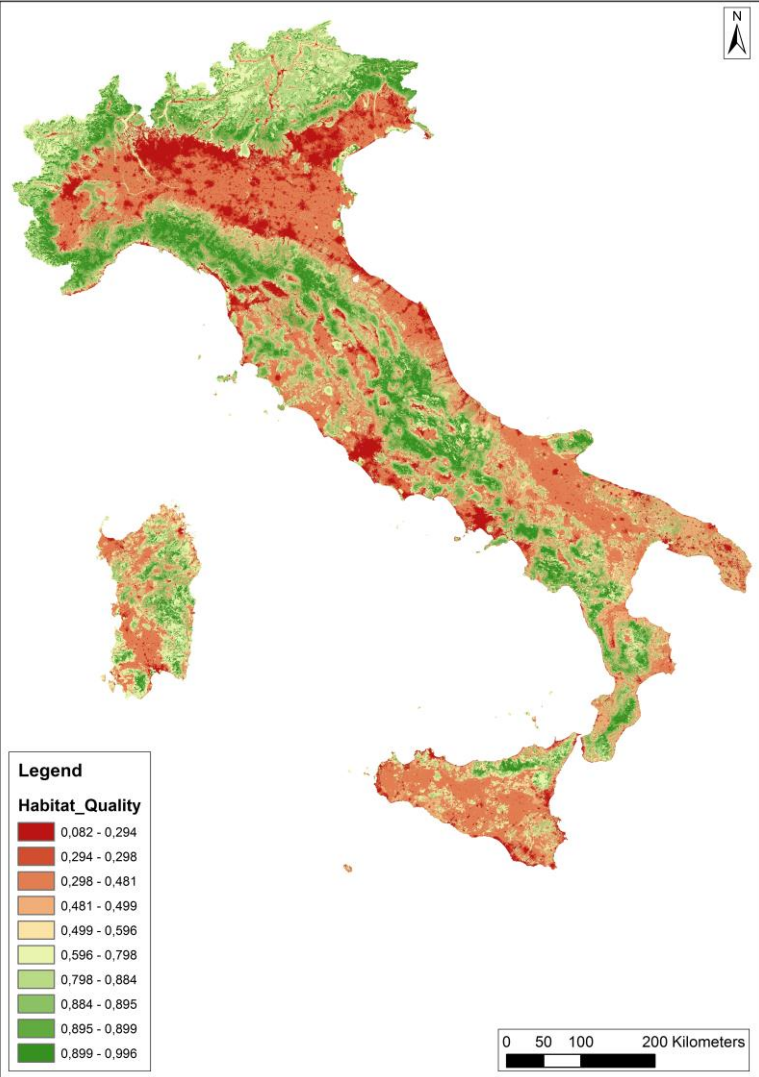 N
Legend
Habitat_Quality
0,082 - 0,294
0,294 - 0,298
0,298 - 0,481
0,481 - 0,499
0,499 - 0,596
0,596 - 0,798
0,798 - 0,884
0,884 - 0,895
0,895 - 0,899
0,899 - 0,996
0 50 100 200 Kilometers